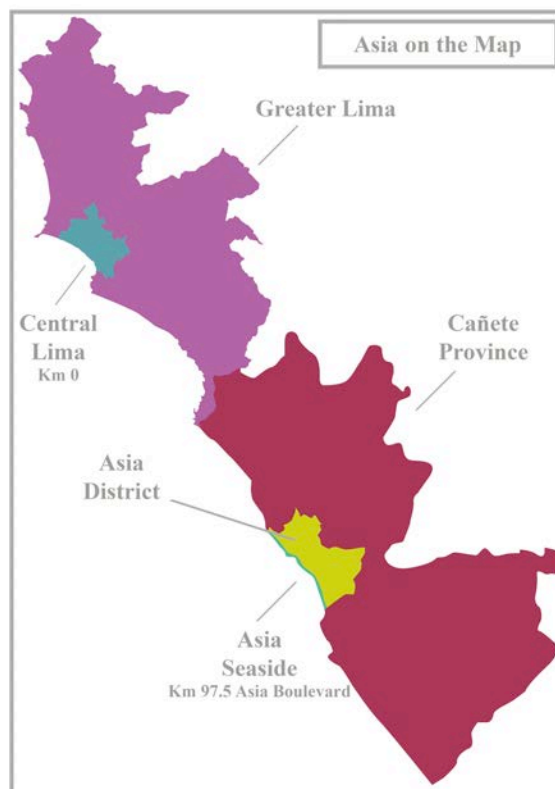 Asia on the Map
Greater Lima
Central
Lima
Km 0
Cañete
Province
Asia
District
Asia
Seaside
Km 97.5 Asia Boulevard